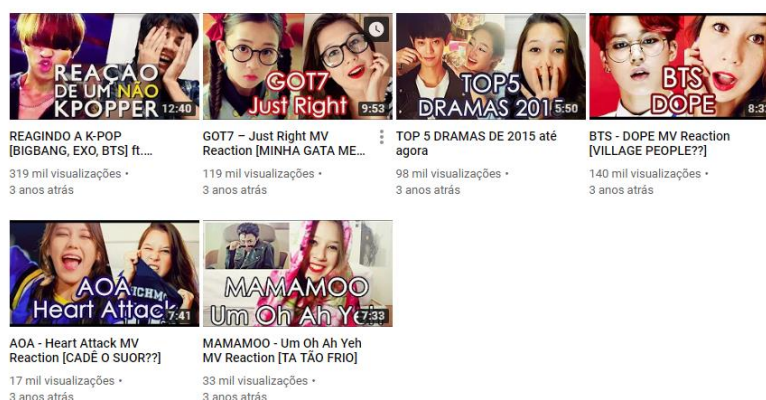 REAÇÃO
DE UM NÃO
KPOPPER
12:40
REAGINDO A K-POP
[BIGBANG, EXO, BTS] ft....
319 mil visualizações •
3 anos atrás
GOT7
Just Right
9:53
GOT7 – Just Right MV
Reaction [MINHA GATA ME...
119 mil visualizações •
3 anos atrás
TOP5
DRAMAS 201
5:50
TOP 5 DRAMAS DE 2015 até
agora
98 mil visualizações •
3 anos atrás
BTS
DOPE
8:3
BTS - DOPE MV Reaction
[VILLAGE PEOPLE??]
140 mil visualizações •
3 anos atrás
AOA
Heart Attack
7:41
AOA - Heart Attack MV
Reaction [CADÊ O SUOR??]
17 mil visualizações •
3 anos atrás
MAMAMOO
Um Oh Ah Yeh
7:33
MAMAMOO - Um Oh Ah Yeh
MV Reaction [TA TÃO FRIO]
33 mil visualizações •
3 anos atrás